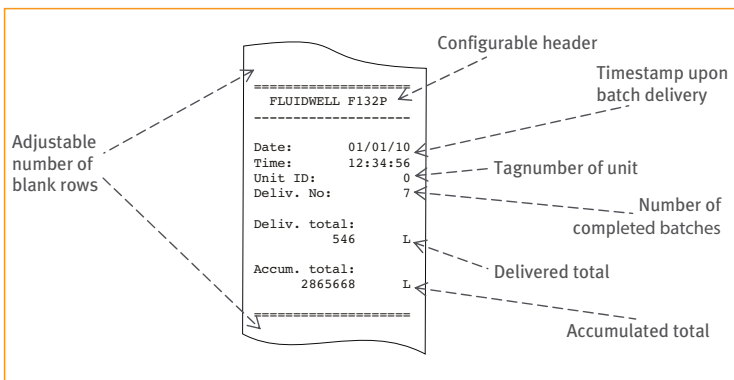 Configurable header
Timestamp upon
batch delivery
Adjustable
number of
blank rows
====================
FLUIDWELL F132P
--------------------
Date: 01/01/10
Time: 12:34:56
Unit ID: 0
Deliv. No: 7
Deliv. total:
546 L
Accum. total:
2865668 L
====================
Tagnumber of unit
Number of
completed batches
Delivered total
Accumulated total